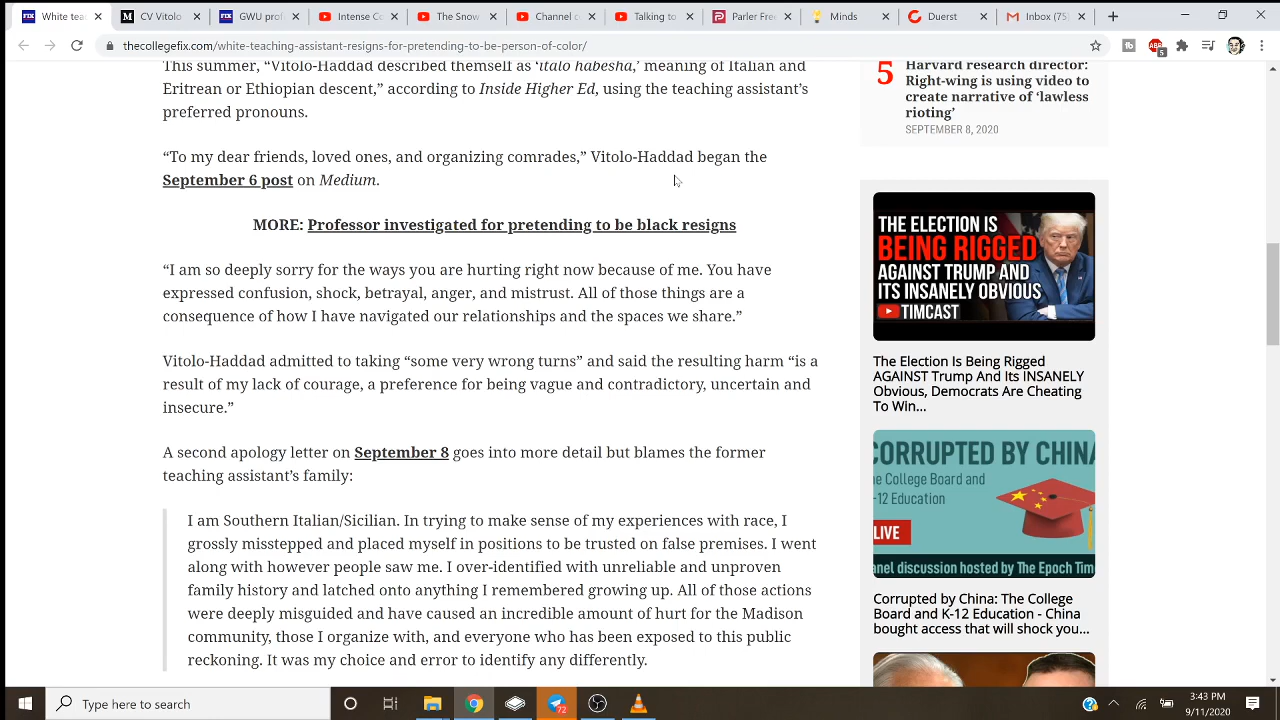 White tea
CV Vitolo
GWU prof
Intense Co
The Snow
Channel c
Talking to
Parler Fre
Minds
Duerst
Inbox (75)
thecollegefix.com/white-teaching-assistant-resigns-for-pretending-to-be-person-of-color/
This summer, “Vitolo-Haddad described theirself as ‘italo habesha,’ meaning of Italian and
Eritrean or Ethiopian descent,” according to Inside Higher Ed, using the teaching assistant’s
preferred pronouns.
“To my dear friends, loved ones, and organizing comrades,” Vitolo-Haddad began the
September 6 post on Medium.
MORE: Professor investigated for pretending to be black resigns
“I am so deeply sorry for the ways you are hurting right now because of me. You have
expressed confusion, shock, betrayal, anger, and mistrust. All of those things are a
consequence of how I have navigated our relationships and the spaces we share.”
Vitolo-Haddad admitted to taking “some very wrong turns” and said the resulting harm “is a
result of my lack of courage, a preference for being vague and contradictory, uncertain and
insecure.”
A second apology letter on September 8 goes into more detail but blames the former
teaching assistant’s family:
I am Southern Italian/Sicilian. In trying to make sense of my experiences with race, I
grossly misstepped and placed myself in positions to be trusted on false premises. I went
along with however people saw me. I over-identified with unreliable and unproven
family history and latched onto anything I remembered growing up. All of those actions
were deeply misguided and have caused an incredible amount of hurt for the Madison
community, those I organize with, and everyone who has been exposed to this public
reckoning. It was my choice and error to identify any differently.
5
Harvard research director:
Right-wing is using video to
create narrative of ‘lawless
rioting’
SEPTEMBER 8, 2020
THE ELECTION IS
BEING RIGGED
AGAINST TRUMP AND
ITS INSANELY OBVIOUS
TIMCAST
The Election Is Being Rigged
AGAINST Trump And Its INSANELY
Obvious, Democrats Are Cheating
To Win...
CORRUPTED BY CHINA
he College Board and
-12 Education
LIVE
anel discussion hosted by The Epoch Time
Corrupted by China: The College
Board and K-12 Education - China
bought access that will shock you...
Type here to search
3:43 PM
9/11/2020